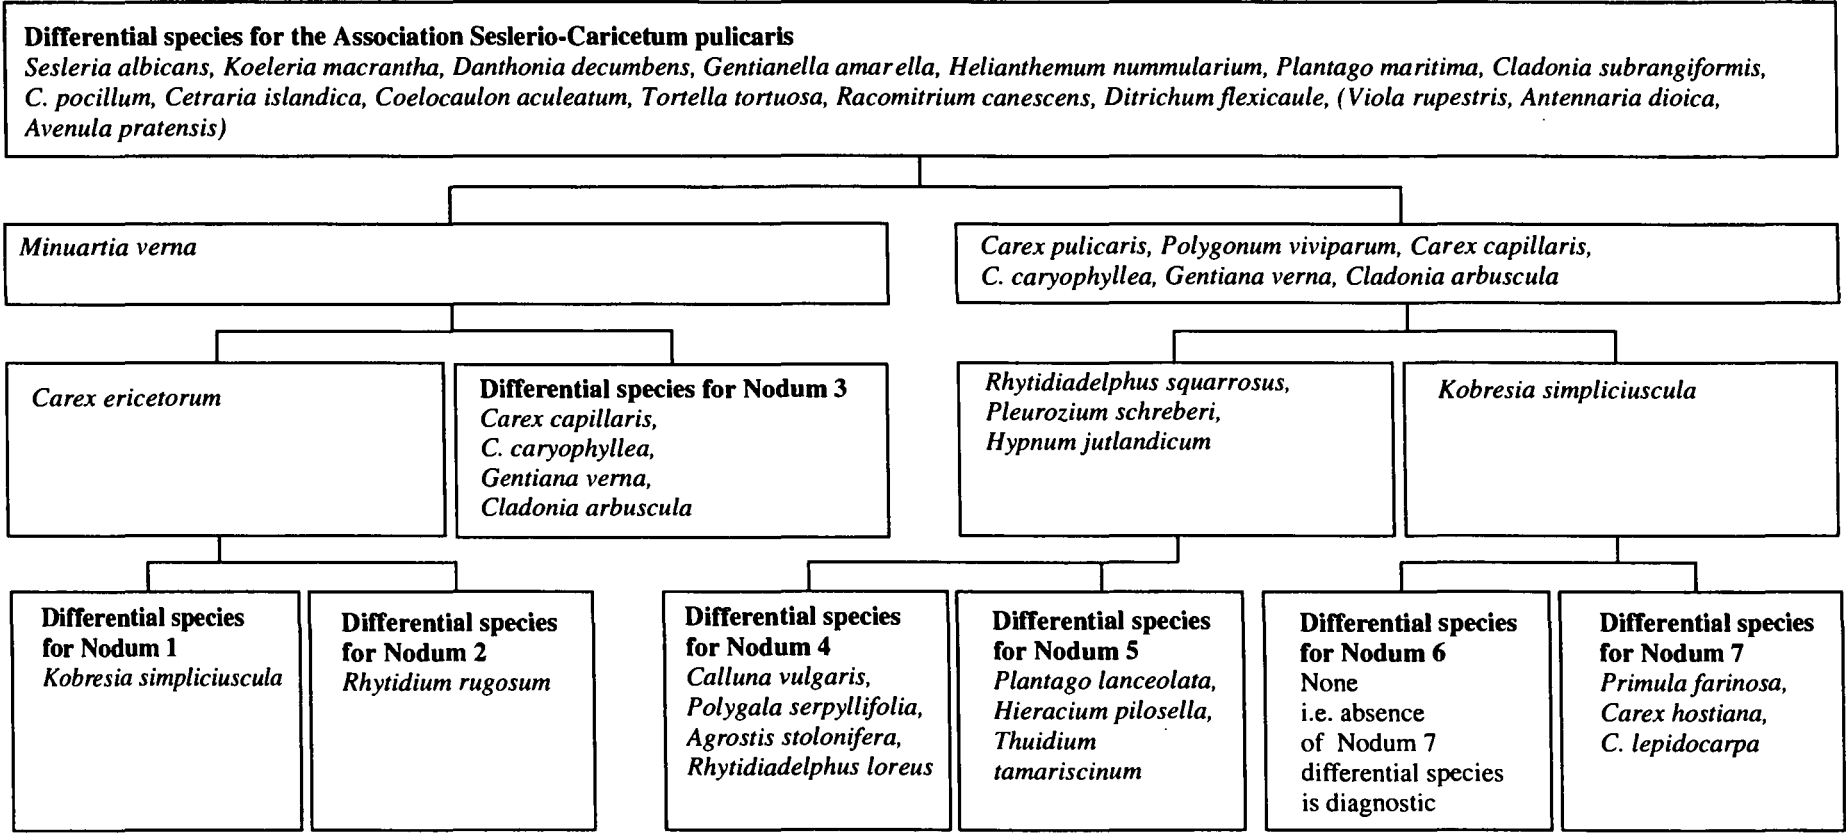 Differential species for the Association Seslerio-Caricetum pulicaris
Sesleria albicans, Koeleria macrantha, Danthonia decumbens, Gentianella amarella, Helianthemum nummularium, Plantago maritima, Cladonia subrangiformis,
C. pocillum, Cetraria islandica, Coelocaulon aculeatum, Tortella tortuosa, Racomitrium canescens, Ditrichum flexicaule, (Viola rupestris, Antennaria dioica,
Avenula pratensis)
Minuartia verna
Carex pulicaris, Polygonum viviparum, Carex capillaris,
C. caryophyllea, Gentiana verna, Cladonia arbuscula
Carex ericetorum
Differential species for Nodum 3
Carex capillaris,
C. caryophyllea,
Gentiana verna,
Cladonia arbuscula
Rhytidiadelphus squarrosus,
Pleurozium schreberi,
Hypnum jutlandicum
Kobresia simpliciuscula
Differential species
for Nodum 1
Kobresia simpliciuscula
Differential species
for Nodum 2
Rhytidium rugosum
Differential species
for Nodum 4
Calluna vulgaris,
Polygala serpyllifolia,
Agrostis stolonifera,
Rhytidiadelphus loreus
Differential species
for Nodum 5
Plantago lanceolata,
Hieracium pilosella,
Thuidium
tamariscinum
Differential species
for Nodum 6
None
i.e. absence
of Nodum 7
differential species
is diagnostic
Differential species
for Nodum 7
Primula farinosa,
Carex hostiana,
C. lepidocarpa